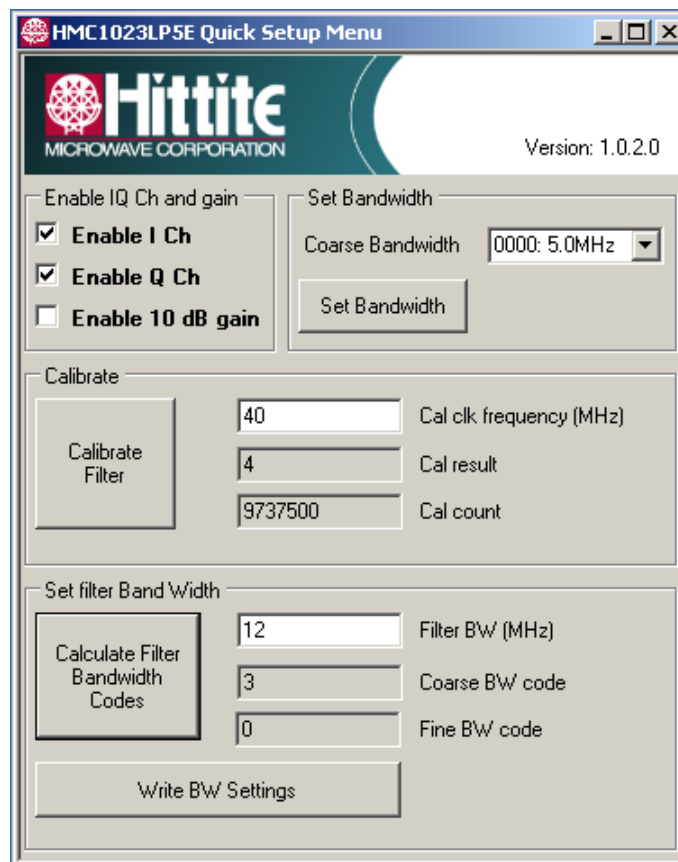 HMC1023LP5E Quick Setup Menu
Hittite
MICROWAVE CORPORATION
Version: 1.0.2.0
Enable IQ Ch and gain
Enable I Ch
Enable Q Ch
Enable 10 dB gain
Set Bandwidth
Coarse Bandwidth 0000: 5.0MHz
Set Bandwidth
Calibrate
Calibrate
Filter
40 Cal clk frequency (MHz)
4 Cal result
9737500 Cal count
Set filter Band Width
Calculate Filter
Bandwidth
Codes
12 Filter BW (MHz)
3 Coarse BW code
0 Fine BW code
Write BW Settings